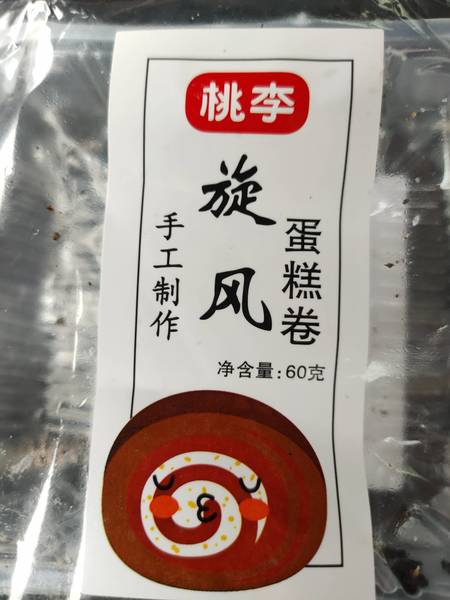 桃李
旋风
蛋糕卷
手工制作
净含量:60克